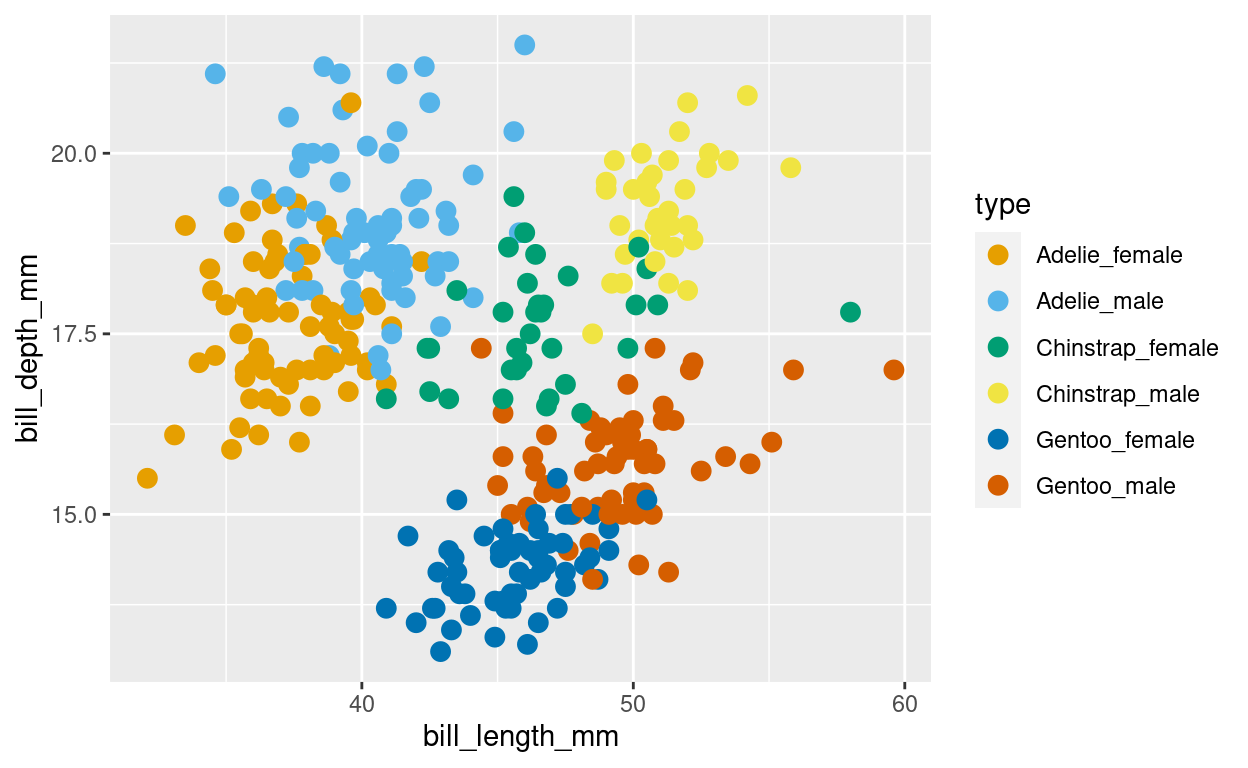 bill_depth_mm
20.0
17.5
15.0
40
50
60
bill_length_mm
type
Adelie_female
Adelie_male
Chinstrap_female
Chinstrap_male
Gentoo_female
Gentoo_male